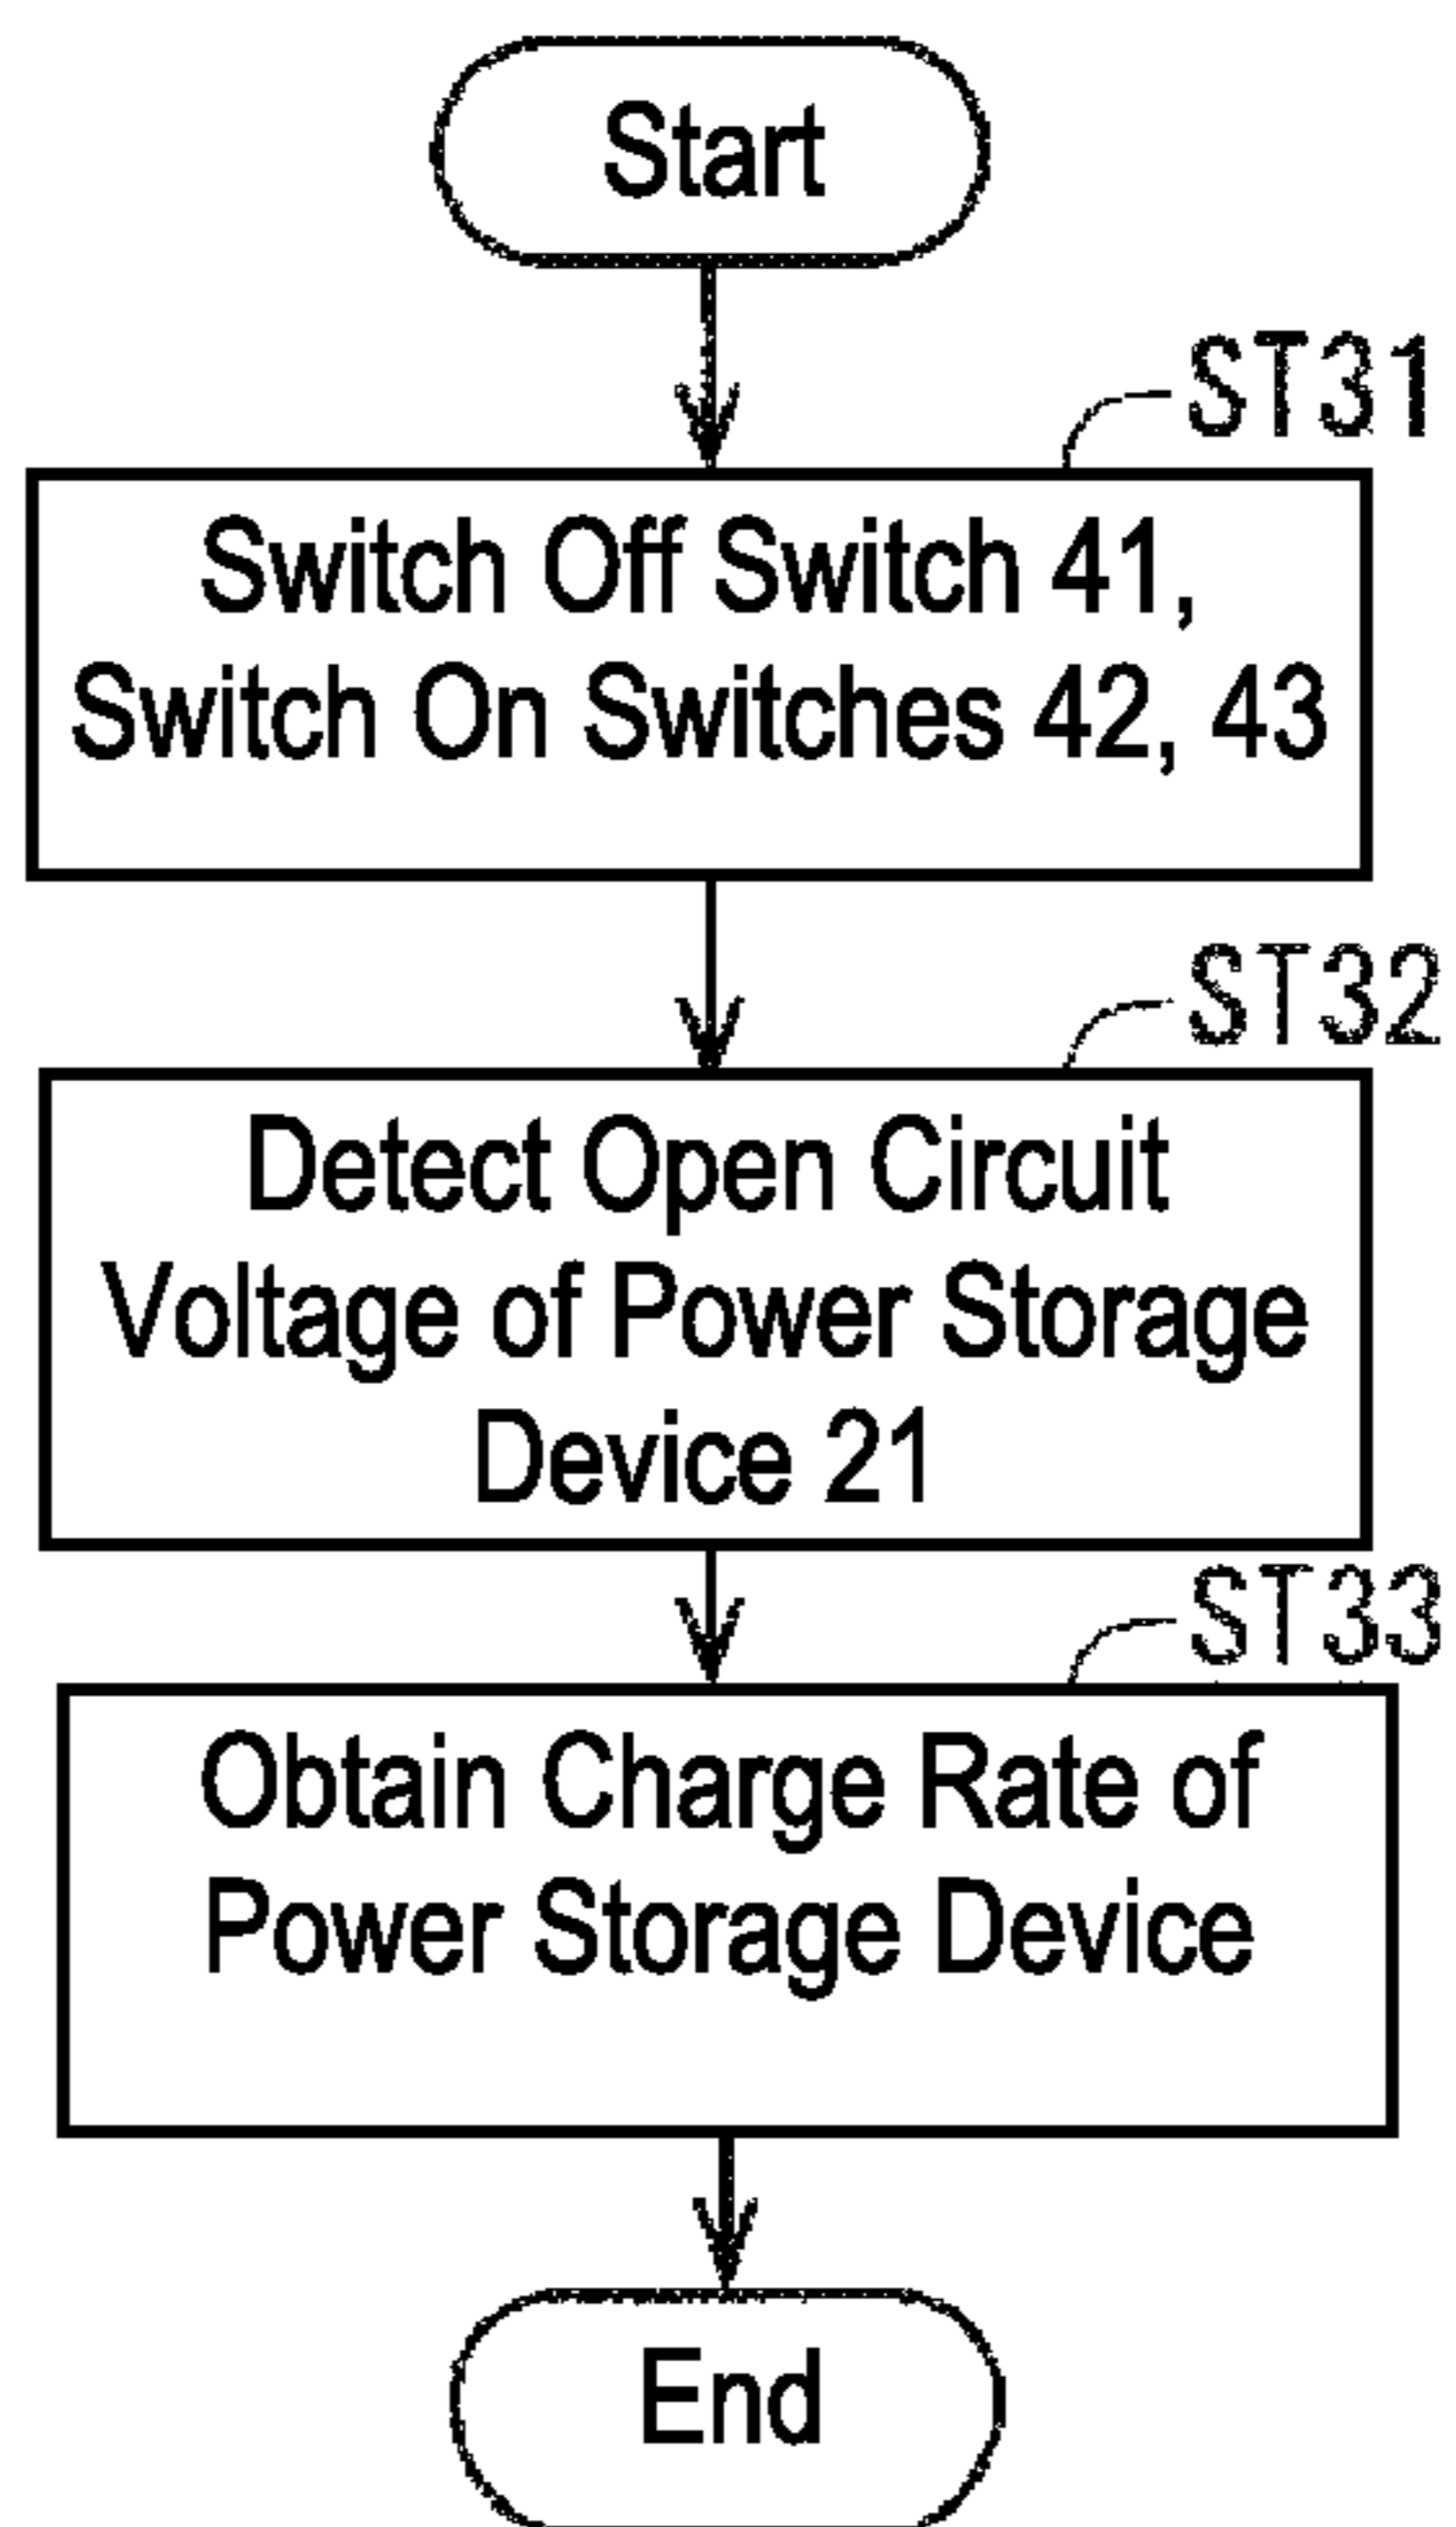 Start
ST31
Switch Off Switch 41,
Switch On Switches 42, 43
ST32
Detect Open Circuit
Voltage of Power Storage
Device 21
ST33
Obtain Charge Rate of
Power Storage Device
End